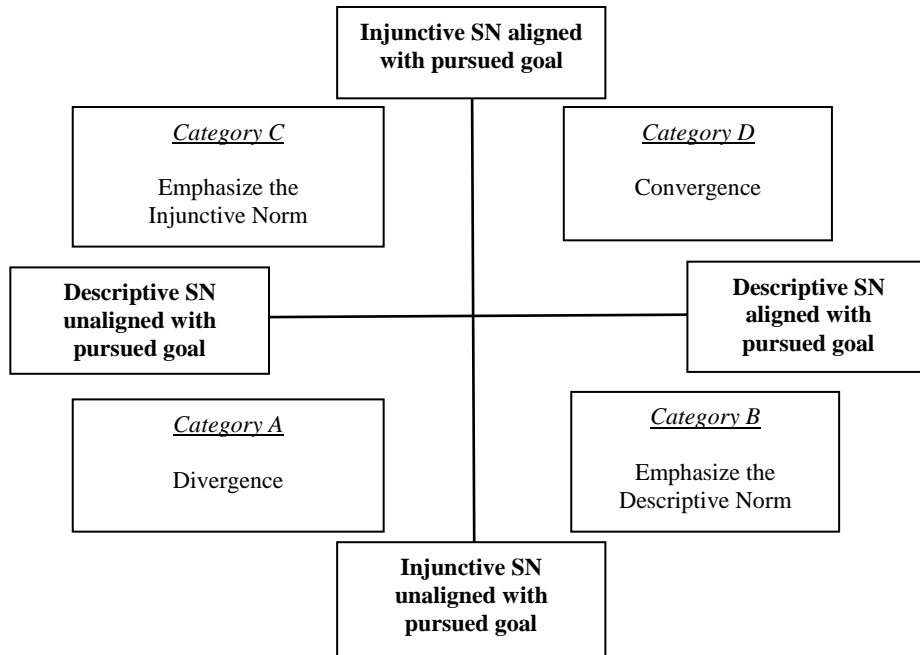 Injunctive SN aligned
with pursued goal
Category C
Emphasize the
Injunctive Norm
Category D
Convergence
Descriptive SN
unaligned with
pursued goal
Descriptive SN
aligned with
pursued goal
Category A
Divergence
Category B
Emphasize the
Descriptive Norm
Injunctive SN
unaligned with
pursued goal